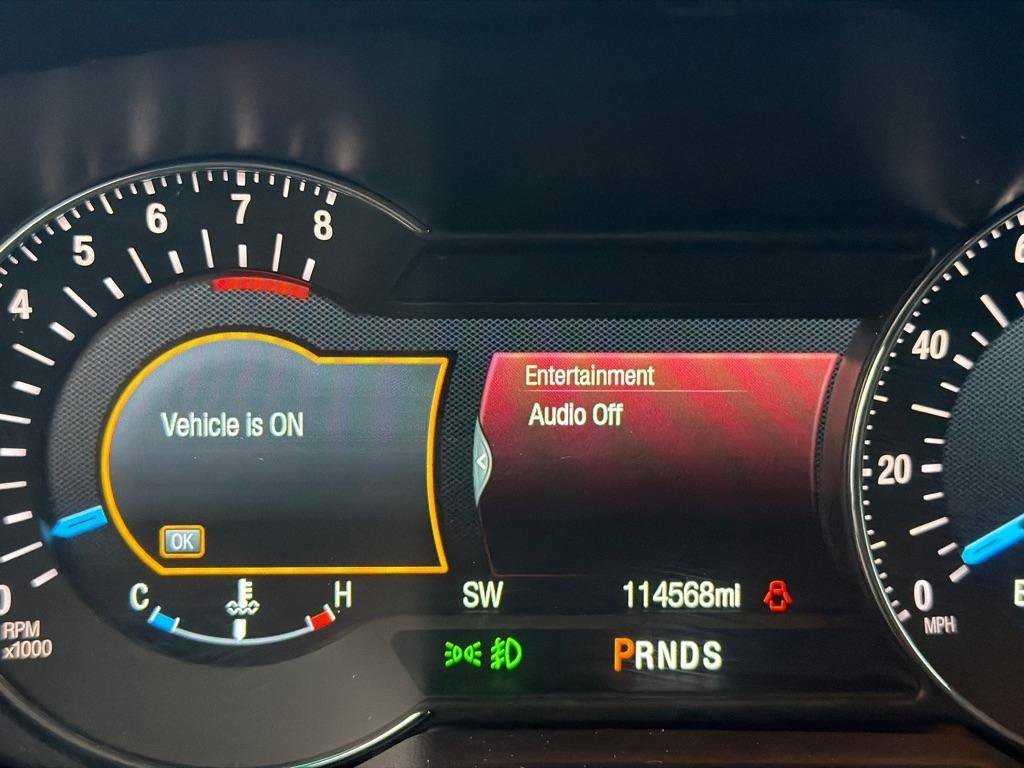 4
5
6
7
8
0
RPM
x1000
Vehicle is ON
OK
C
H
Entertainment
Audio Off
SW
114568mi
PRNDS
40
20
0
MPH